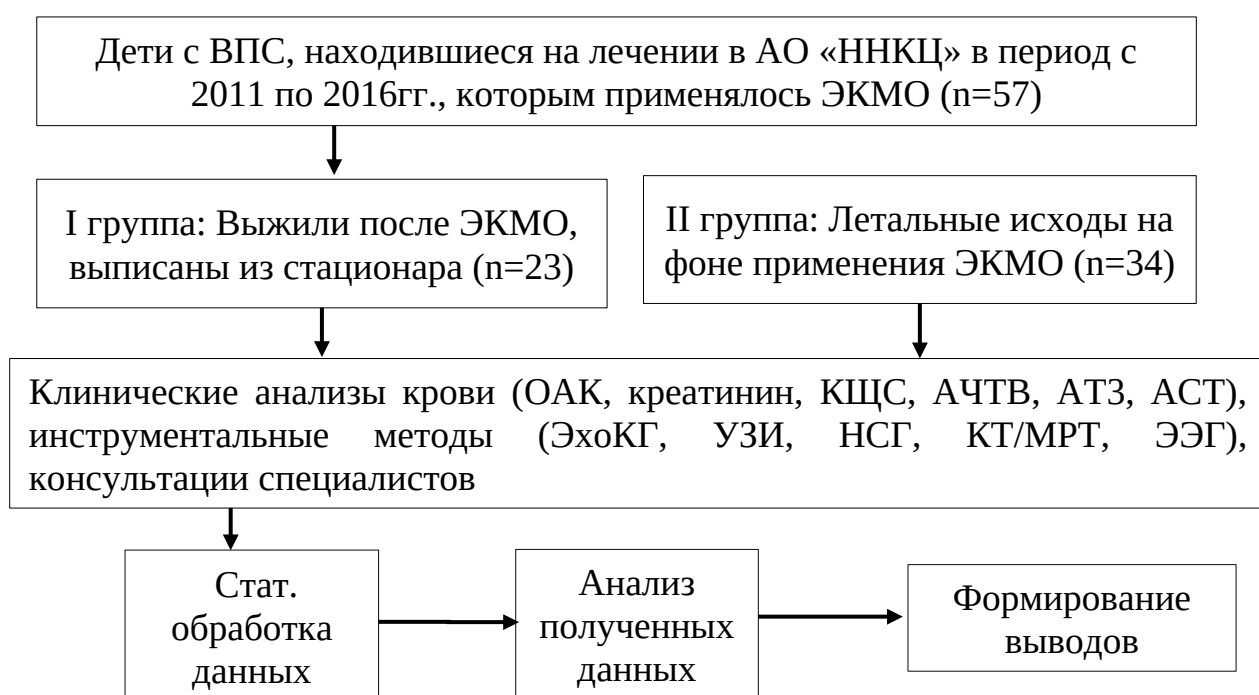 Дети с ВПС, находившиеся на лечении в АО «ННКЦ» в период с
2011 по 2016гг., которым применялось ЭКМО (n=57)
I группа: Выжили после ЭКМО,
выписаны из стационара (n=23)
II группа: Летальные исходы на
фоне применения ЭКМО (n=34)
Клинические анализы крови (ОАК, креатинин, КЩС, АЧТВ, АТЗ, АСТ),
инструментальные методы (ЭхоКГ, УЗИ, НСГ, КТ/МРТ, ЭЭГ),
консультации специалистов
Стат.
обработка
данных
Анализ
полученных
данных
Формирование
выводов